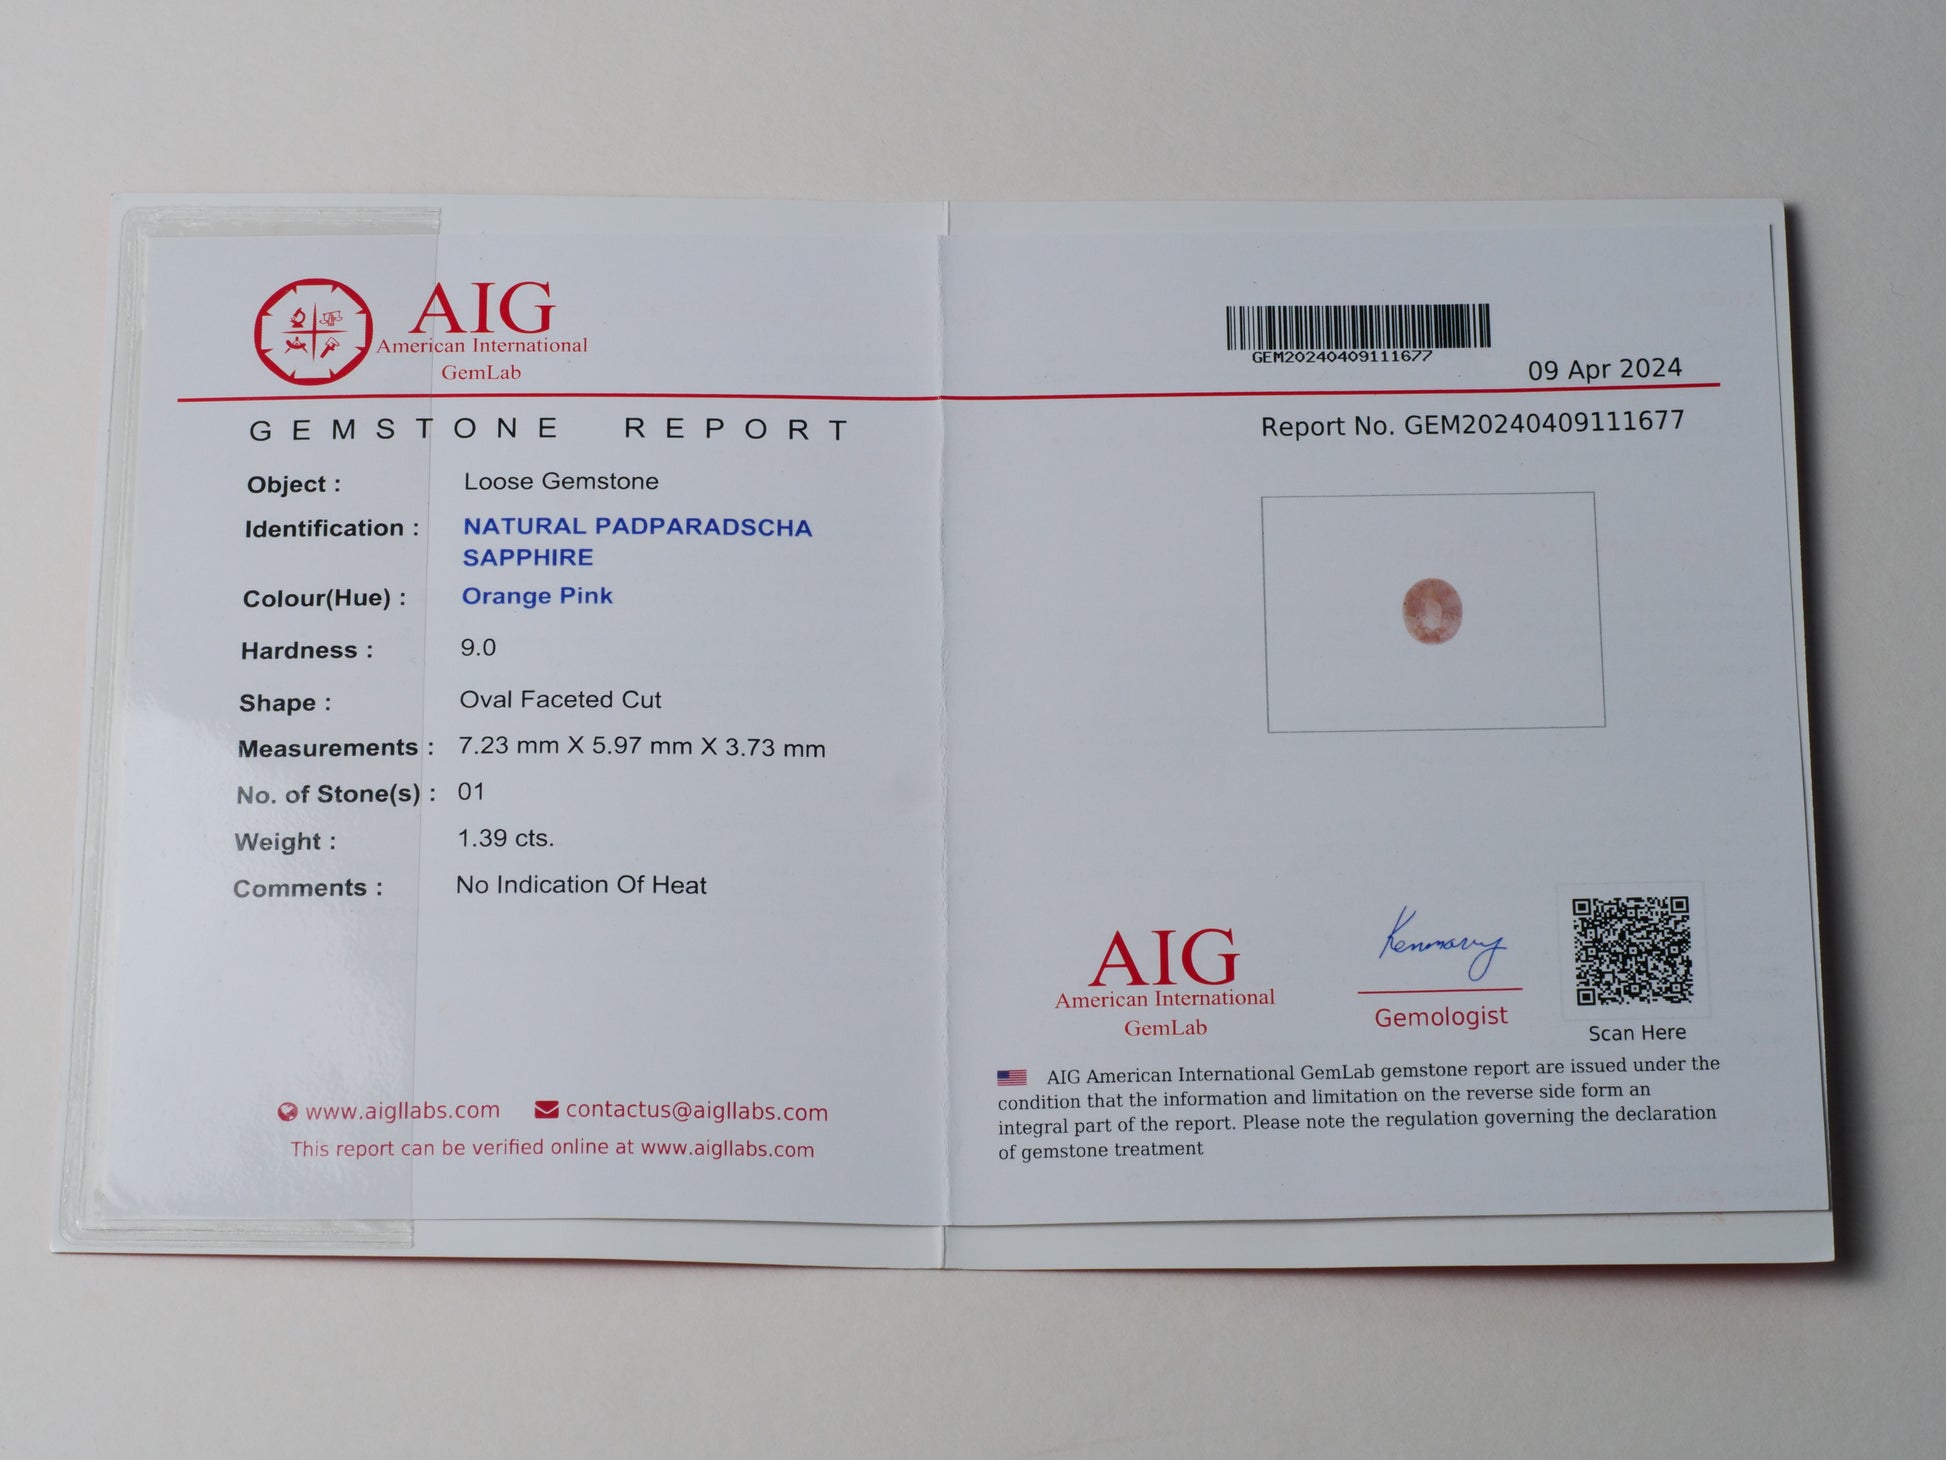 AIG
American International
GemLab
GEMSTONE REPORT
Object : Loose Gemstone
Identification : NATURAL PADPARADSCHA
SAPPHIRE
Colour(Hue) : Orange Pink
Hardness : 9.0
Shape : Oval Faceted Cut
Measurements : 7.23 mm X 5.97 mm X 3.73 mm
No. of Stone(s) : 01
Weight : 1.39 cts.
Comments : No Indication Of Heat
www.aigllabs.com contactus@aigllabs.com
This report can be verified online at www.aigllabs.com
GEM20240409111677
09 Apr 2024
Report No. GEM20240409111677
AIG
American International
GemLab
Gemologist
Scan Here
AIG American International GemLab gemstone report are issued under the
condition that the information and limitation on the reverse side form an
integral part of the report. Please note the regulation governing the declaration
of gemstone treatment